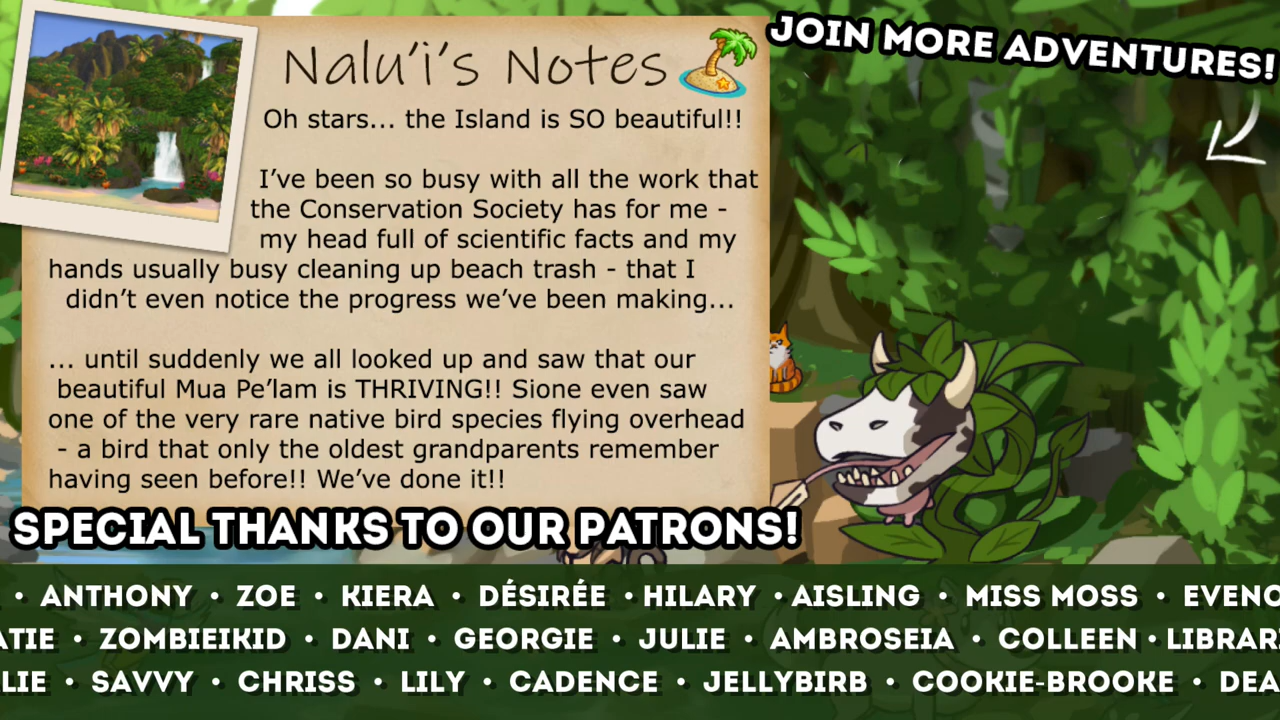 Nalu'i's Notes
JOIN MORE ADVENTURES!
Oh stars... the Island is SO beautiful!!
I've been so busy with all the work that
the Conservation Society has for me -
my head full of scientific facts and my
hands usually busy cleaning up beach trash - that I
didn't even notice the progress we've been making...
... until suddenly we all looked up and saw that our
beautiful Mua Pe'lam is THRIVING!! Sione even saw
one of the very rare native bird species flying overhead
- a bird that only the oldest grandparents remember
having seen before!! We've done it!!
SPECIAL THANKS TO OUR PATRONS!
• ANTHONY • ZOE • KIERA • DÉSIRÉE • HILARY • AISLING • MISS MOSS • EVENO
ATIE • ZOMBIEIKID • DANI • GEORGIE • JULIE • AMBROSEIA • COLLEEN • LIBRARI
LIE • SAVVY • CHRISS • LILY • CADENCE • JELLYBIRB • COOKIE-BROOKE • DEA